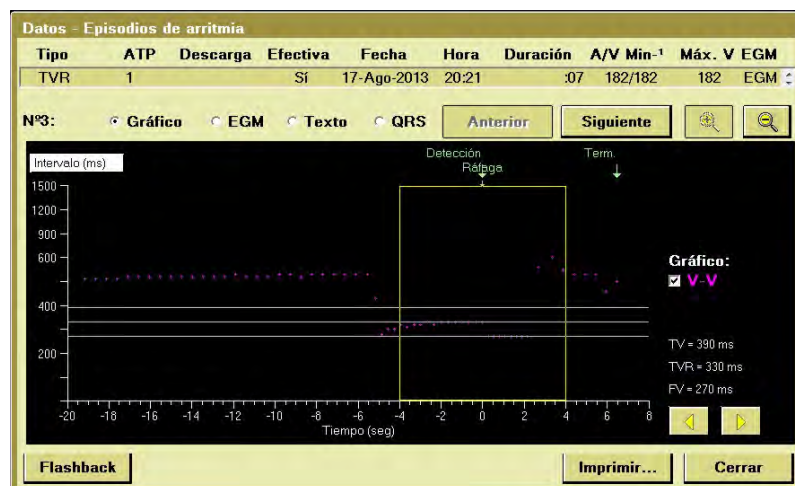 Datos - Episodios de arritmia
Tipo ATP Descarga Efectiva Fecha Hora Duración A/V Min-¹ Máx. V EGM
TVR 1 Sí 17-Ago-2013 20:21 :07 182/182 182 EGM
Nº3: Gráfico EGM Texto QRS Anterior Siguiente
Intervalo (ms)
Detección
Ráfaga
Term.
1500
1200
900
600
400
200
Gráfico:
V-V
TV = 390 ms
TVR = 330 ms
FV = 270 ms
-20 -18 -16 -14 -12 -10 -8 -6 -4 -2 0 2 4 6 8
Tiempo (seg)
Flashback Imprimir... Cerrar